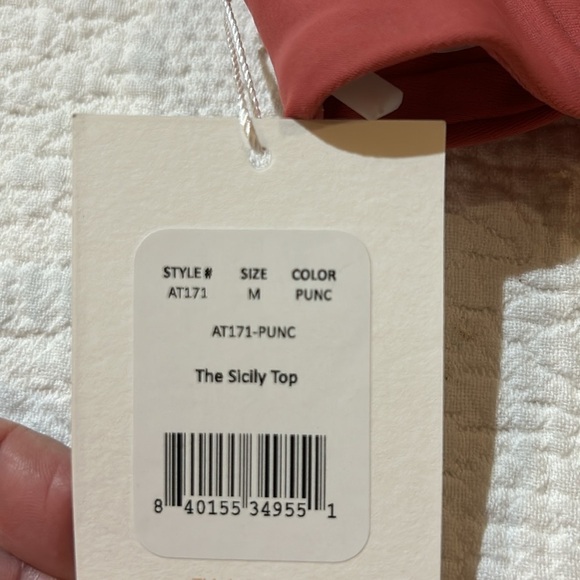 STYLE # SIZE COLOR
AT171 M PUNC
AT171-PUNC
The Sicily Top
8 40155 34955 1